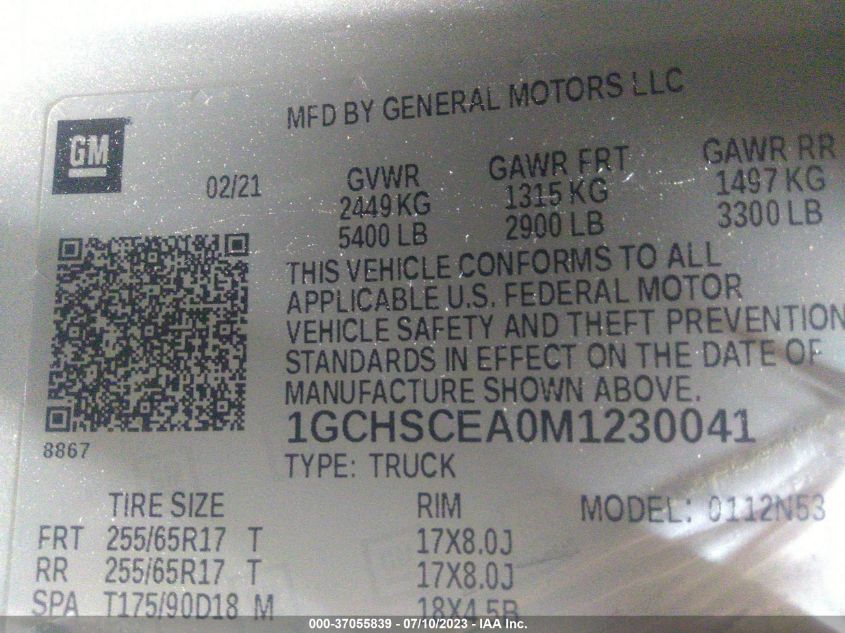 MFD BY GENERAL MOTORS LLC
GM
02/21
GVWR GAWR FRT GAWR RR
2449 KG 1315 KG 1497 KG
5400 LB 2900 LB 3300 LB
THIS VEHICLE CONFORMS TO ALL
APPLICABLE U.S. FEDERAL MOTOR
VEHICLE SAFETY AND THEFT PREVENTION
STANDARDS IN EFFECT ON THE DATE OF
MANUFACTURE SHOWN ABOVE.
1GCHSCEA0M1230041
8867
TYPE: TRUCK
TIRE SIZE RIM MODEL: 0112N53
FRT 255/65R17 T 17X8.0J
RR 255/65R17 T 17X8.0J
SPA T175/90D18 M 18X4.5B
000-37055839 - 07/10/2023 - IAA Inc.